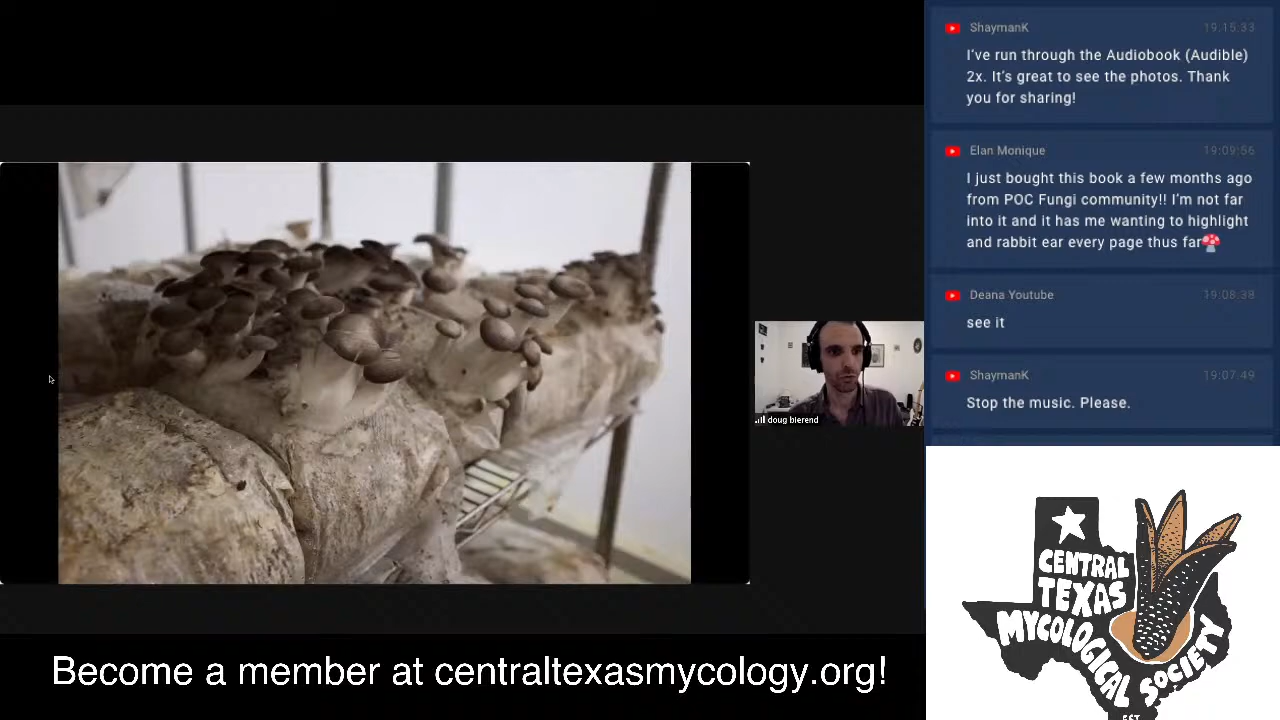 doug bierend
Become a member at centraltexasmycology.org!
ShaymanK
19.15.33
I've run through the Audiobook (Audible)
2x. It's great to see the photos. Thank
you for sharing!
Elan Monique
19:09:56
I just bought this book a few months ago
from POC Fungi community!! I'm not far
into it and it has me wanting to highlight
and rabbit ear every page thus far🍄
Deana Youtube
19:08:38
see it
ShaymanK
19.07.49
Stop the music. Please.
CENTRAL
TEXAS
MYCOLOGICAL
SOCIETY
EST